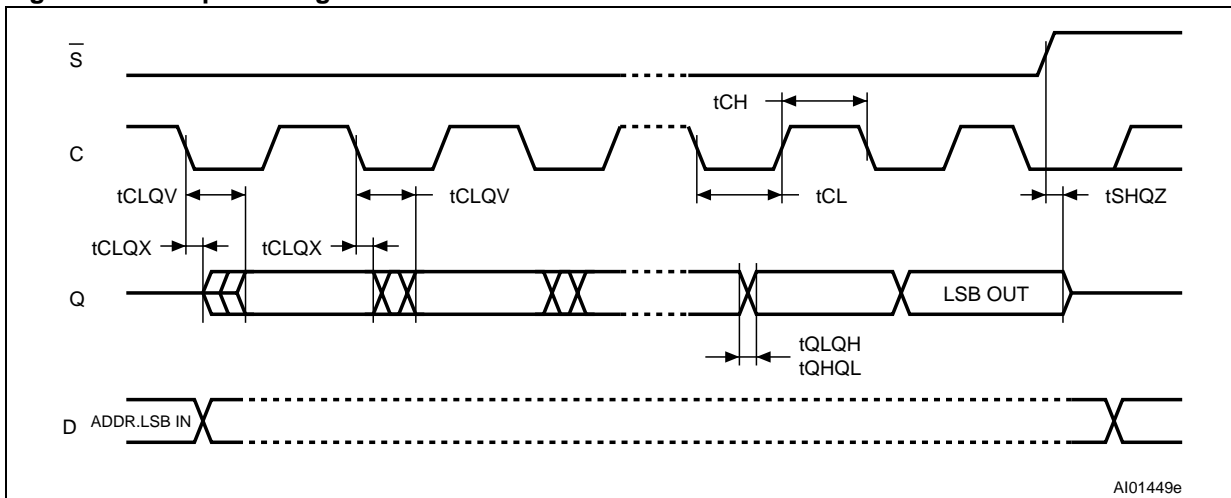 S
tCH
C
tCLQV
tCLQV
tCL
tSHQZ
tCLQX
tCLQX
Q
LSB OUT
tQLQH
tQHQL
D
ADDR.LSB IN
AI01449e